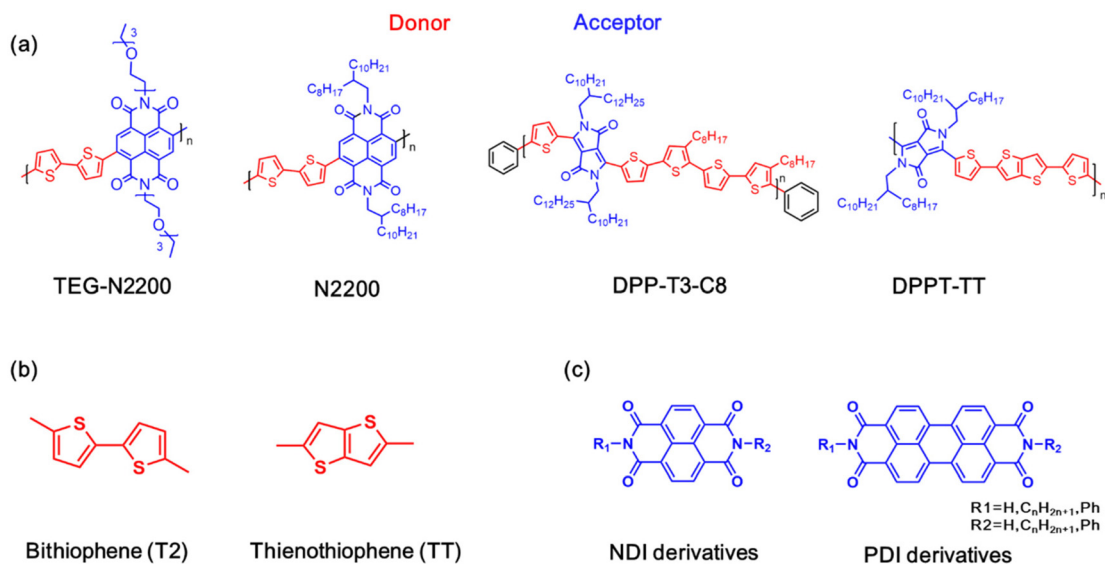 Donor Acceptor
(a)
3
O
O N O
n
S
S
O N O
O
3
TEG-N2200
C₁₀H₂₁
C₈H₁₇
O N O
n
S
S
O N O
C₈H₁₇
C₁₀H₂₁
N2200
C₁₀H₂₁
C₁₂H₂₅
N O
C₈H₁₇
S
S
S
C₈H₁₇
O N
S
S
n
C₁₂H₂₅
C₁₀H₂₁
DPP-T3-C8
C₁₀H₂₁ C₈H₁₇
O N
S
S
S
S
n
N O
C₁₀H₂₁ C₈H₁₇
DPPT-TT
(b)
S
S
Bithiophene (T2)
S
S
Thienothiophene (TT)
(c)
O O
R₁ N N R₂
O O
NDI derivatives
O O
R₁ N N R₂
O O
R1=H,CₙH₂ₙ₊₁,Ph
R2=H,CₙH₂ₙ₊₁,Ph
PDI derivatives